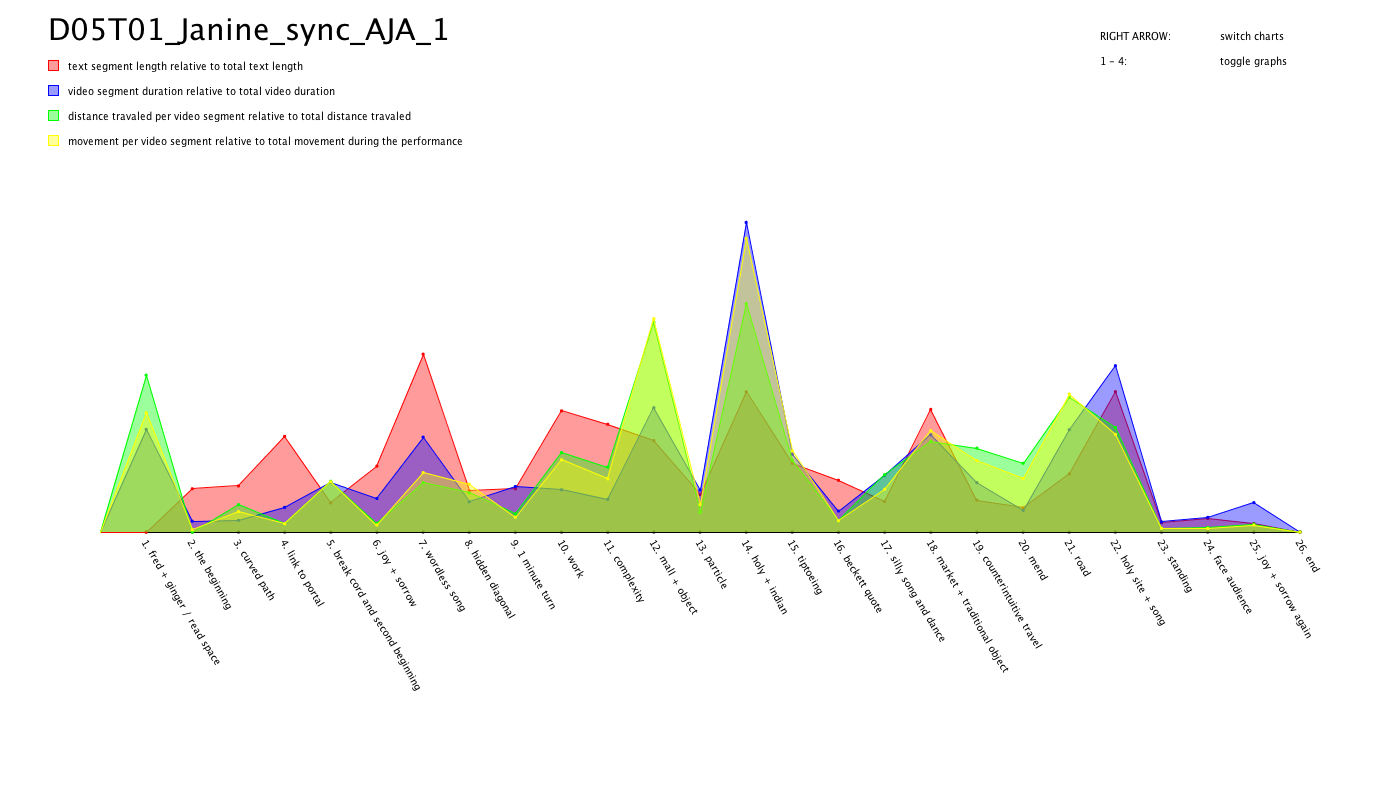 D05T01_Janine_sync_AJA_1
RIGHT ARROW: switch charts
1 - 4: toggle graphs
text segment length relative to total text length
video segment duration relative to total video duration
distance travaled per video segment relative to total distance travaled
movement per video segment relative to total movement during the performance
1. fred + ginger / read space
2. the beginning
3. curved path
4. link to portal
5. break cord and second beginning
6. joy + sorrow
7. wordless song
8. hidden diagonal
9. 1 minute turn
10. work
11. complexity
12. mall + object
13. particle
14. holy + indian
15. tiptoeing
16. beckett quote
17. silly song and dance
18. market + traditional object
19. counterintuitive travel
20. mend
21. road
22. holy site + song
23. standing
24. face audience
25. joy + sorrow again
26. end